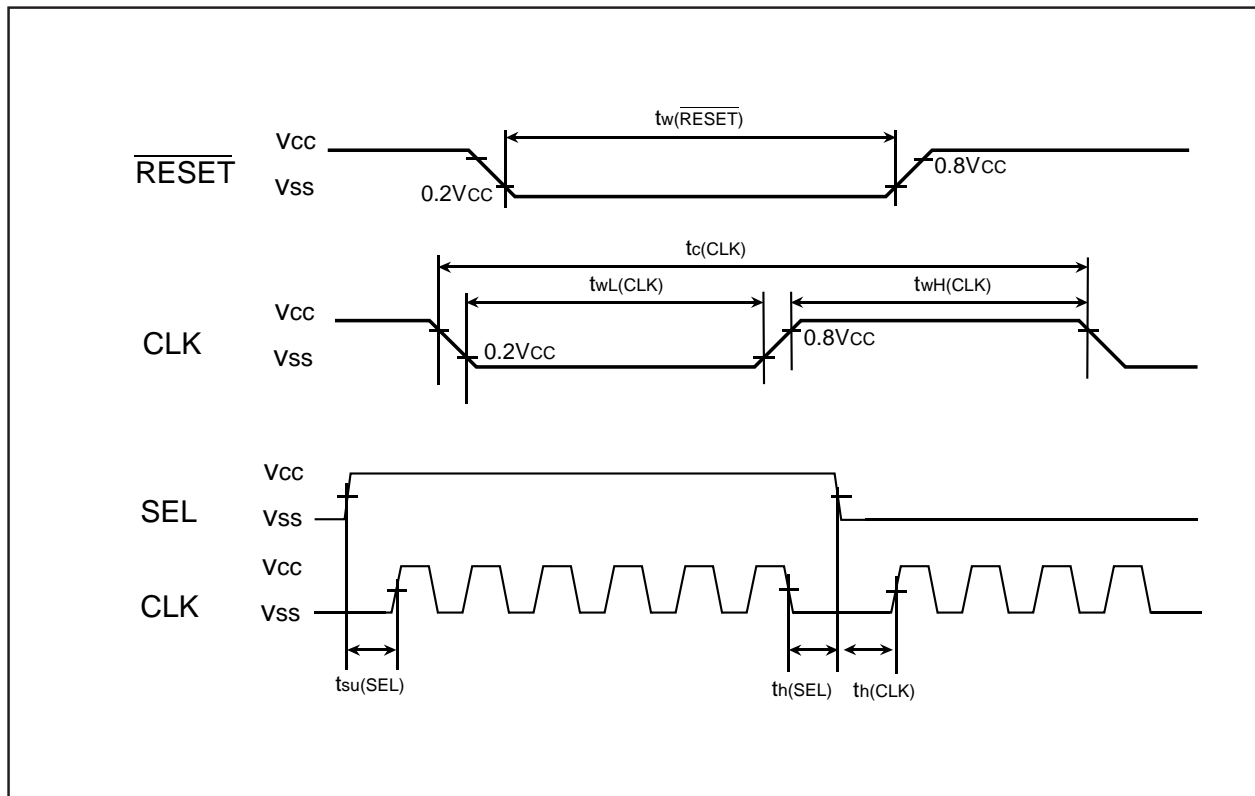 tw(RESET)
VCC
RESET
0.8VCC
VSS
0.2VCC
tc(CLK)
twL(CLK)
twH(CLK)
VCC
CLK
0.2VCC
0.8VCC
VSS
VCC
SEL
VSS
VCC
CLK
VSS
tsu(SEL)
th(SEL)
th(CLK)